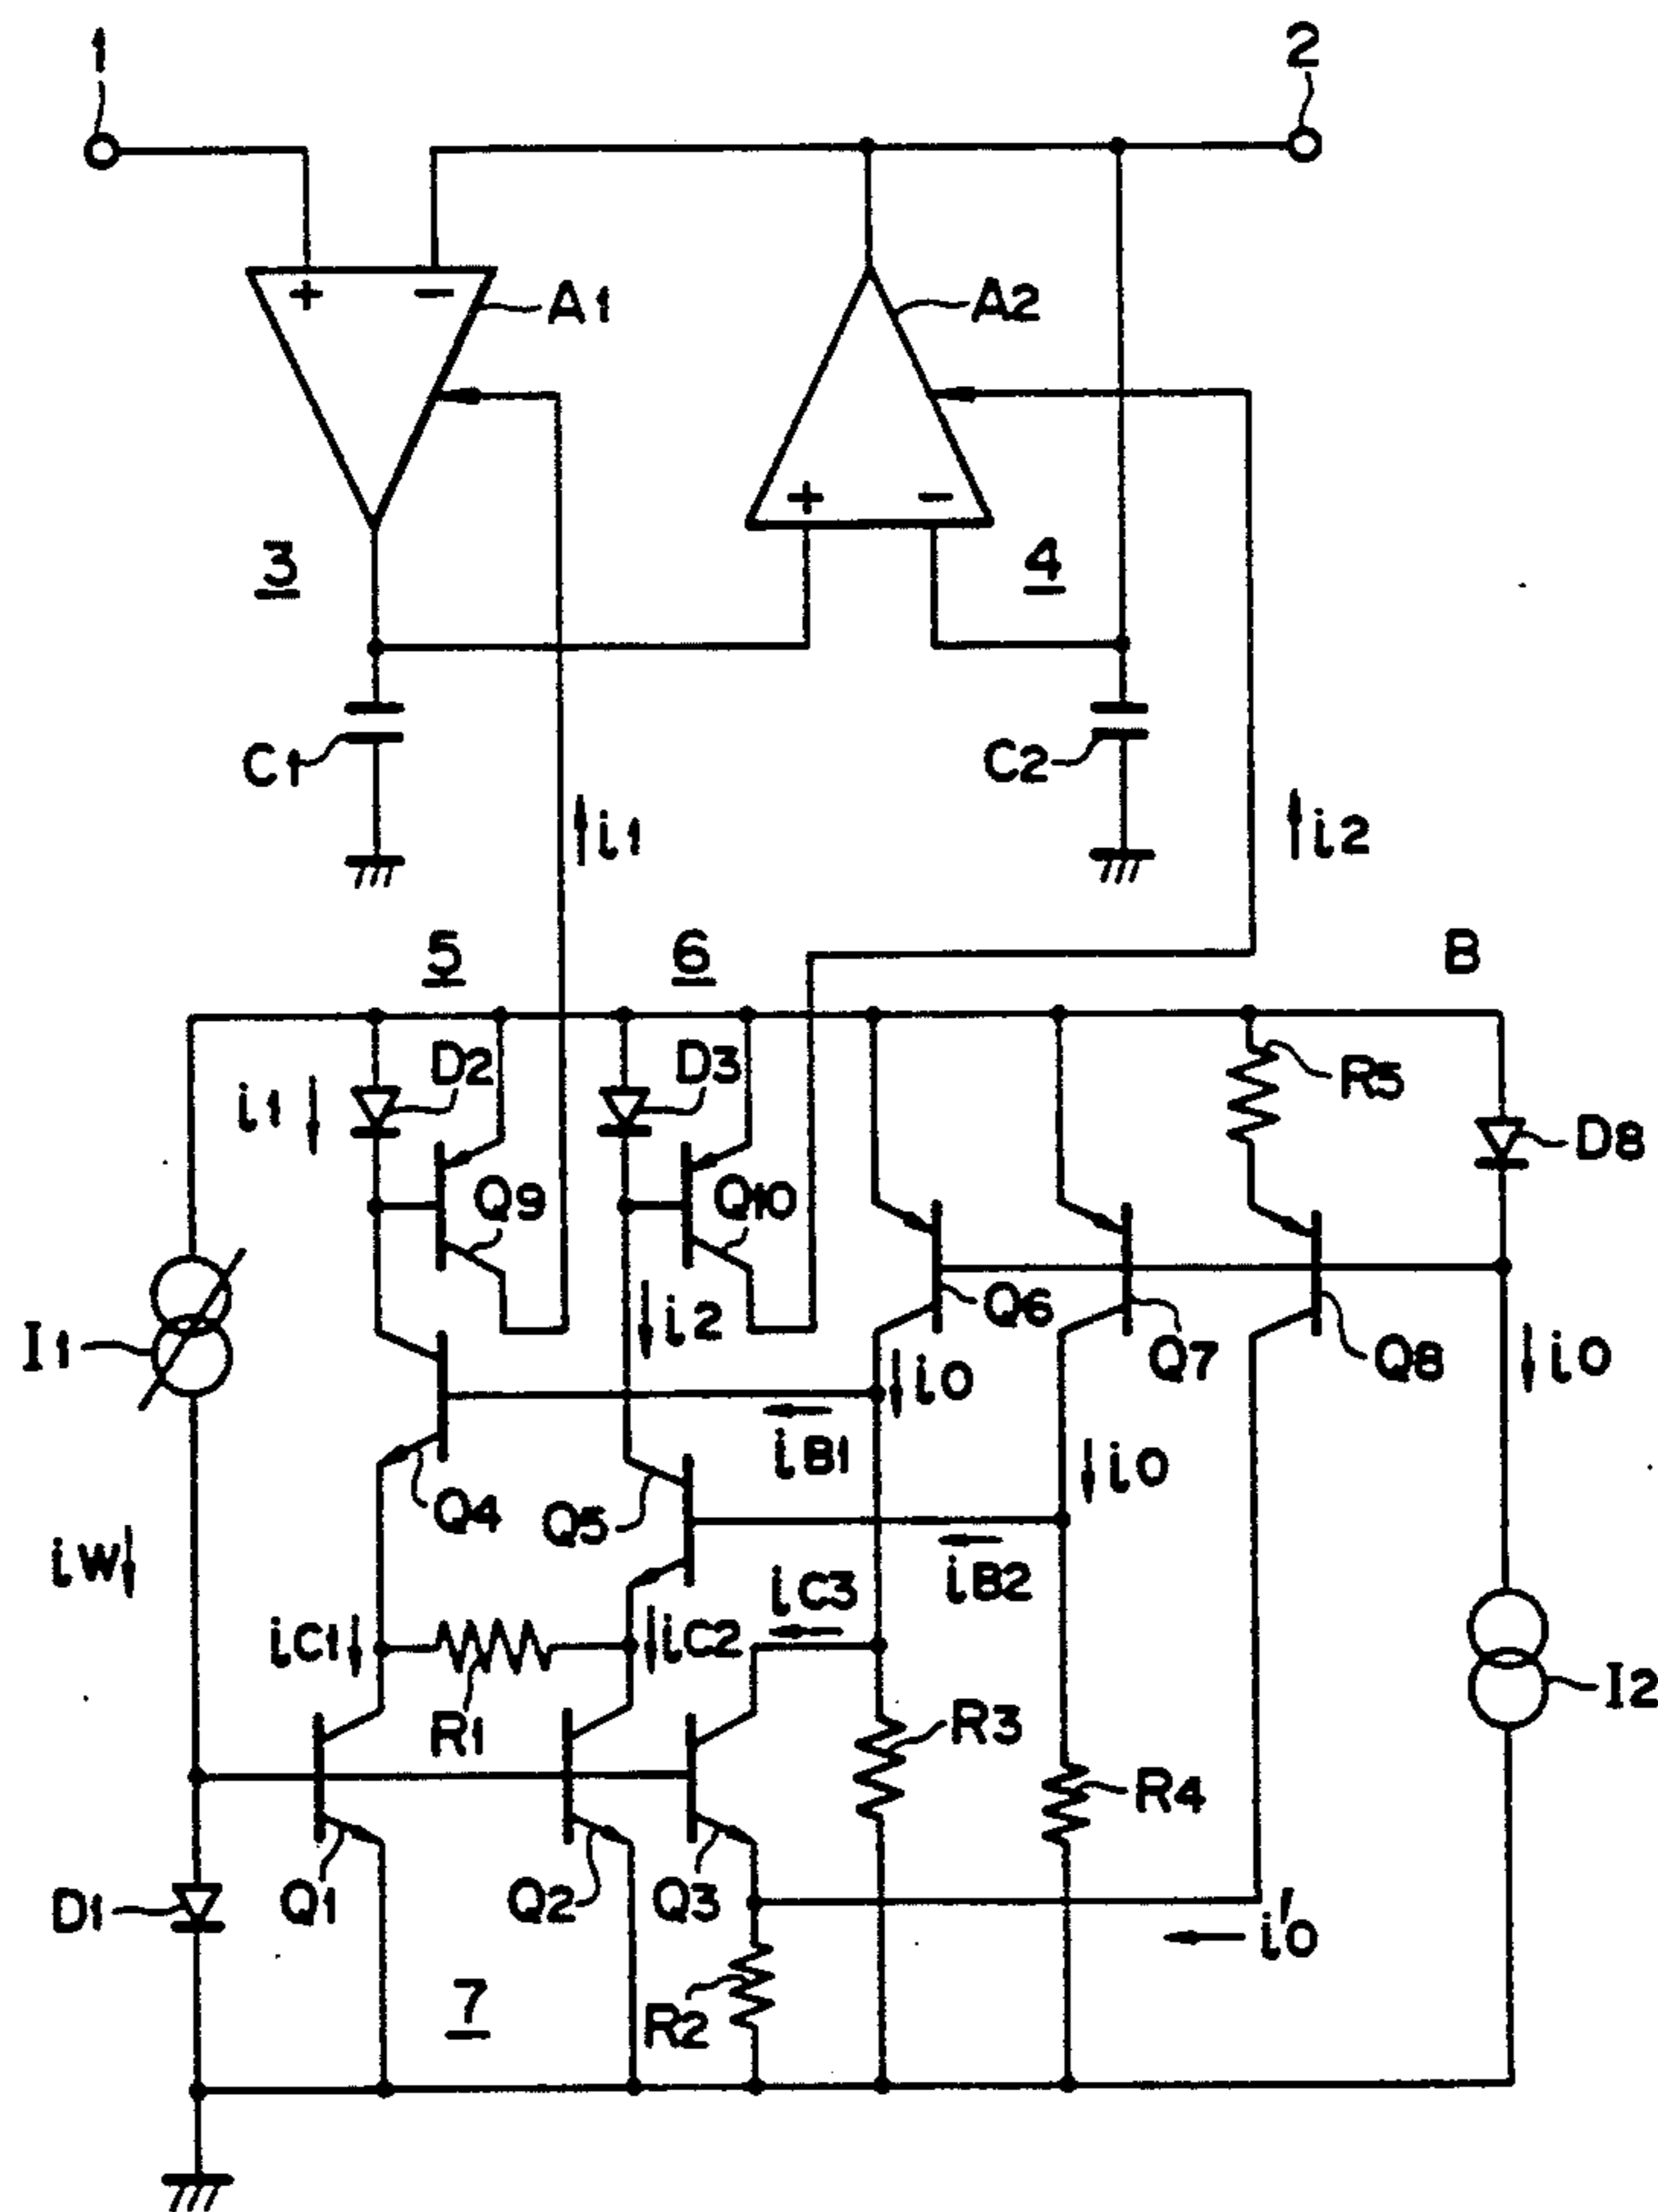 1
2
+
−
A1
A2
+
−
3
4
C1
C2
i1
i2
5
6
B
D2
D3
R5
i1
D8
Q9
Q10
Q6
Q7
Q8
I1
i2
i0
i0
iB1
Q4
Q5
i0
iW
iC3
iB2
iC1
iC2
R1
R3
I2
R4
D1
Q1
Q2
Q3
i'0
7
R2